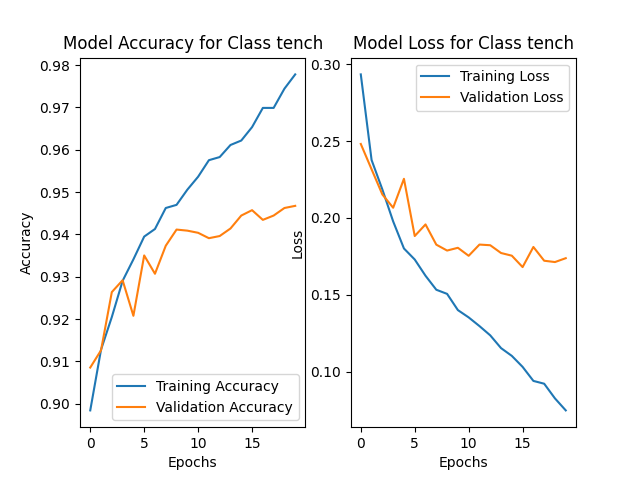 Model Accuracy for Class tench
0.98
0.97
0.96
0.95
0.94
0.93
0.92
0.91
0.90
Accuracy
0
5
10
15
Epochs
Training Accuracy
Validation Accuracy
Model Loss for Class tench
0.30
0.25
0.20
0.15
0.10
Loss
0
5
10
15
Epochs
Training Loss
Validation Loss